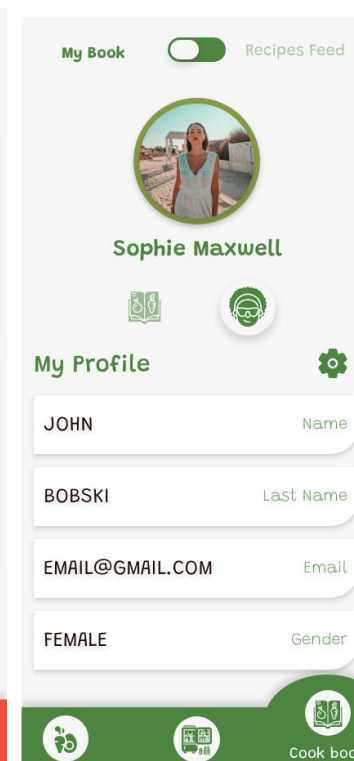 My Book Recipes Feed
Sophie Maxwell
My Profile
JOHN Name
BOBSKI Last Name
EMAIL@GMAIL.COM Email
FEMALE Gender
Cook boo